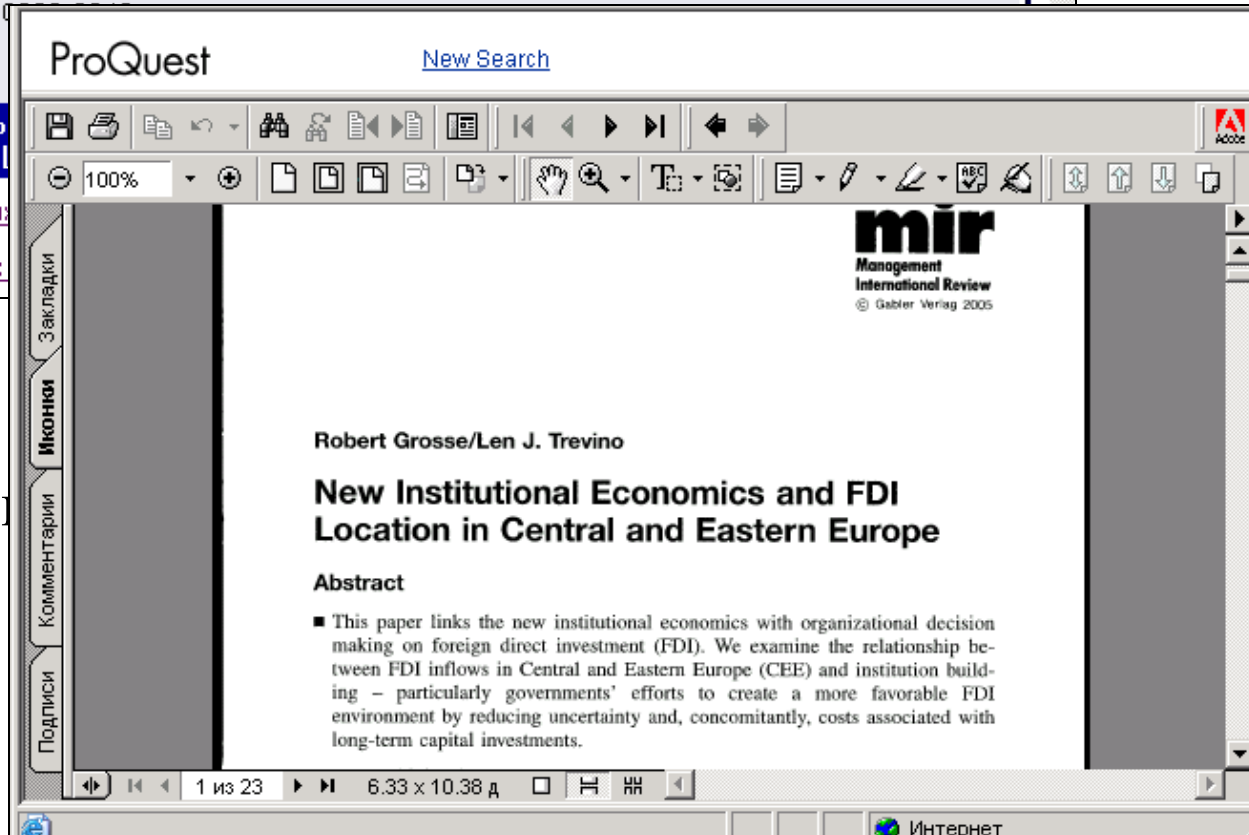 ProQuest
New Search
Adobe
100%
ABC
Закладки
Иконки
Комментарии
Подписи
mir
Management
International Review
© Gabler Verlag 2005
Robert Grosse/Len J. Trevino
New Institutional Economics and FDI
Location in Central and Eastern Europe
Abstract
■ This paper links the new institutional economics with organizational decision
making on foreign direct investment (FDI). We examine the relationship be-
tween FDI inflows in Central and Eastern Europe (CEE) and institution build-
ing – particularly governments' efforts to create a more favorable FDI
environment by reducing uncertainty and, concomitantly, costs associated with
long-term capital investments.
1 из 23
6.33 x 10.38 д
Интернет